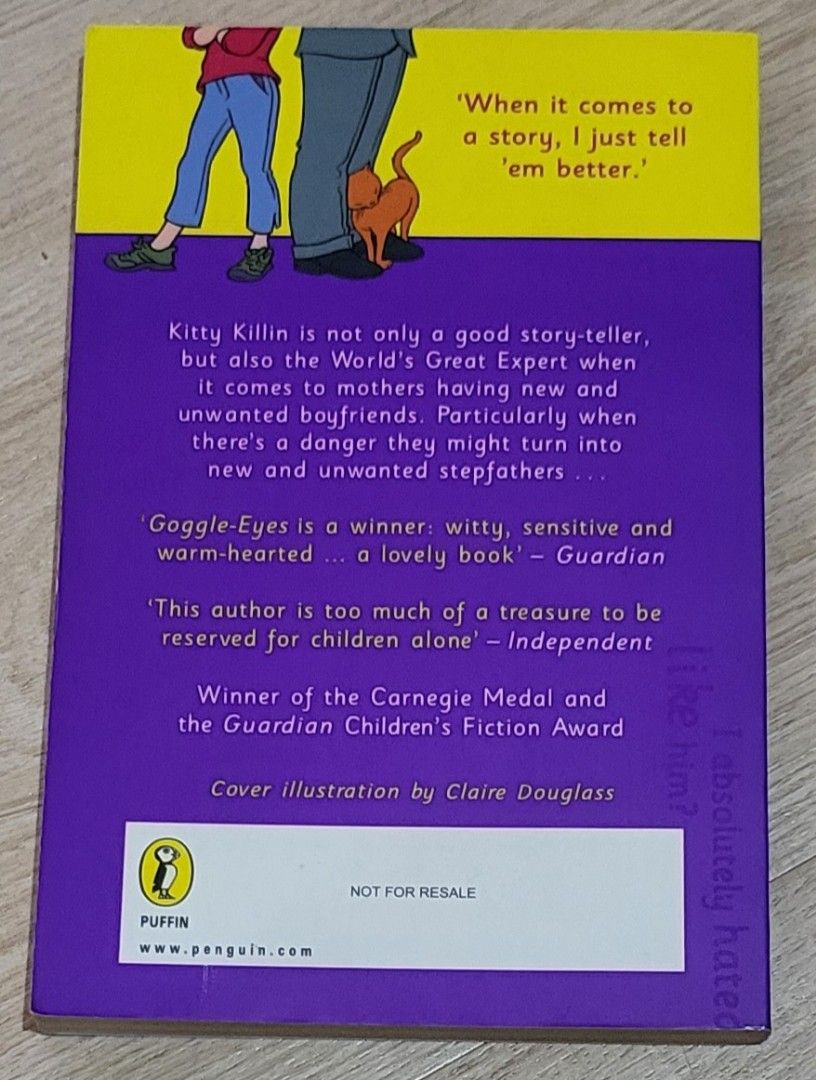 ‘When it comes to
a story, I just tell
’em better.’
Kitty Killin is not only a good story-teller,
but also the World’s Great Expert when
it comes to mothers having new and
unwanted boyfriends. Particularly when
there’s a danger they might turn into
new and unwanted stepfathers ...
‘Goggle-Eyes is a winner: witty, sensitive and
warm-hearted ... a lovely book’ – Guardian
‘This author is too much of a treasure to be
reserved for children alone’ – Independent
Winner of the Carnegie Medal and
the Guardian Children’s Fiction Award
Cover illustration by Claire Douglass
like him?
I absolutely hated
NOT FOR RESALE
PUFFIN
www.penguin.com